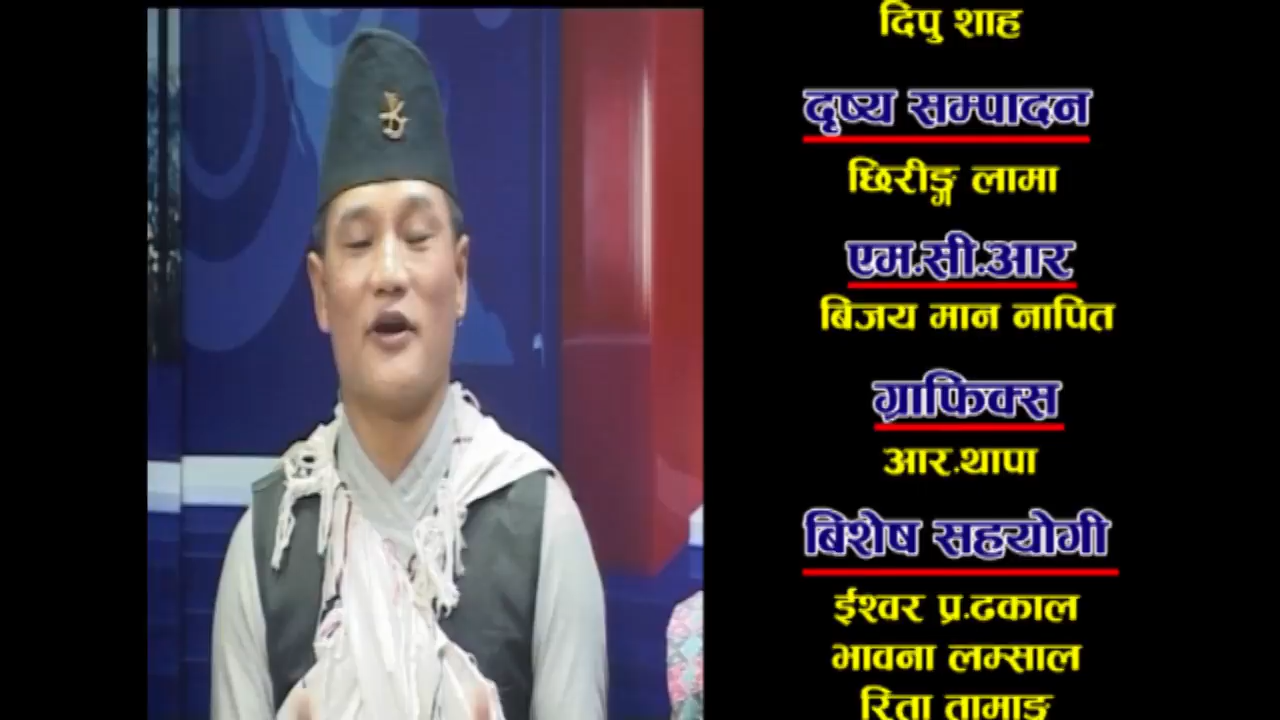 दिपु शाह
दृष्य सम्पादन
छिरीङ्ग लामा
एम.सी.आर
बिजय मान नापित
ग्राफिक्स
आर.थापा
बिशेष सहयोगी
ईश्वर प्र.ढकाल
भावना लम्साल
रिता तामाङ्ग